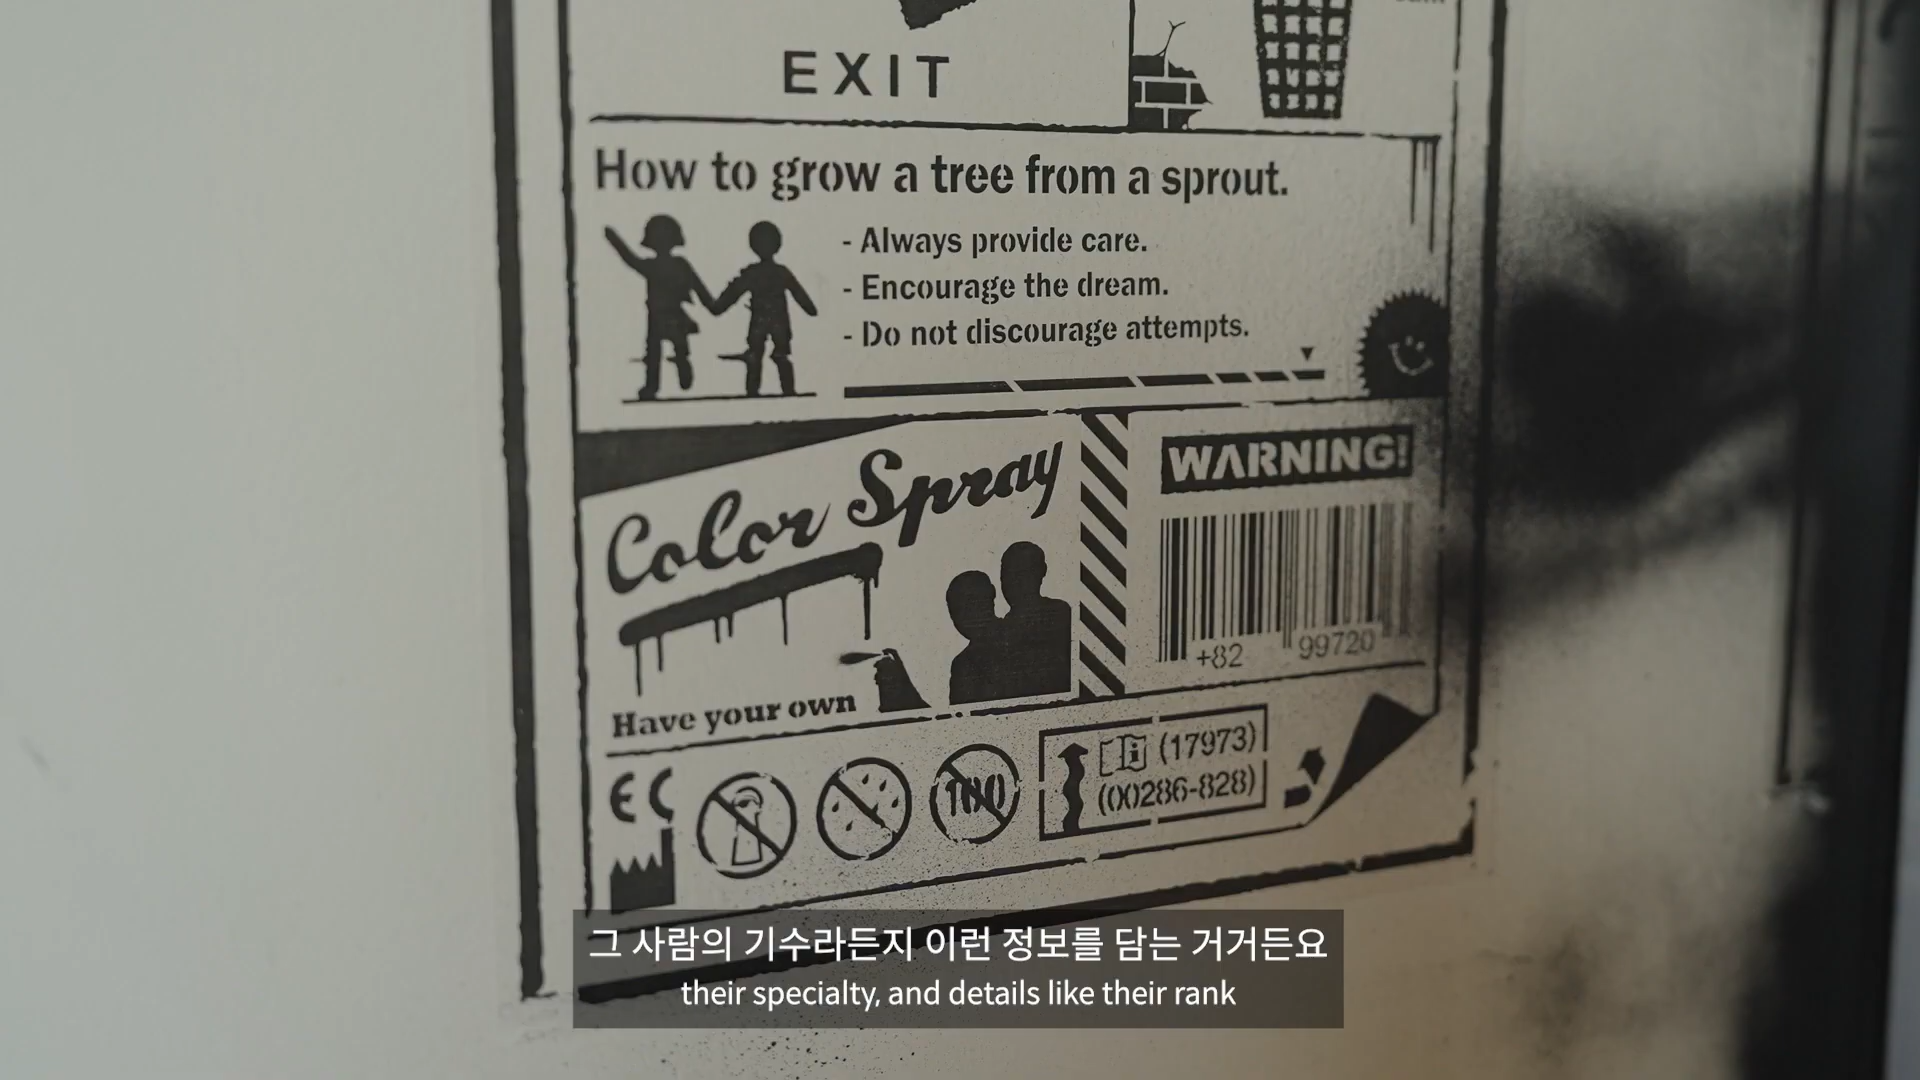 EXIT
How to grow a tree from a sprout.
- Always provide care.
- Encourage the dream.
- Do not discourage attempts.
Color Spray
WARNING!
+82 99720
Have your own
(17973)
(00286-828)
그 사람의 기수라든지 이런 정보를 담는 거거든요
their specialty, and details like their rank